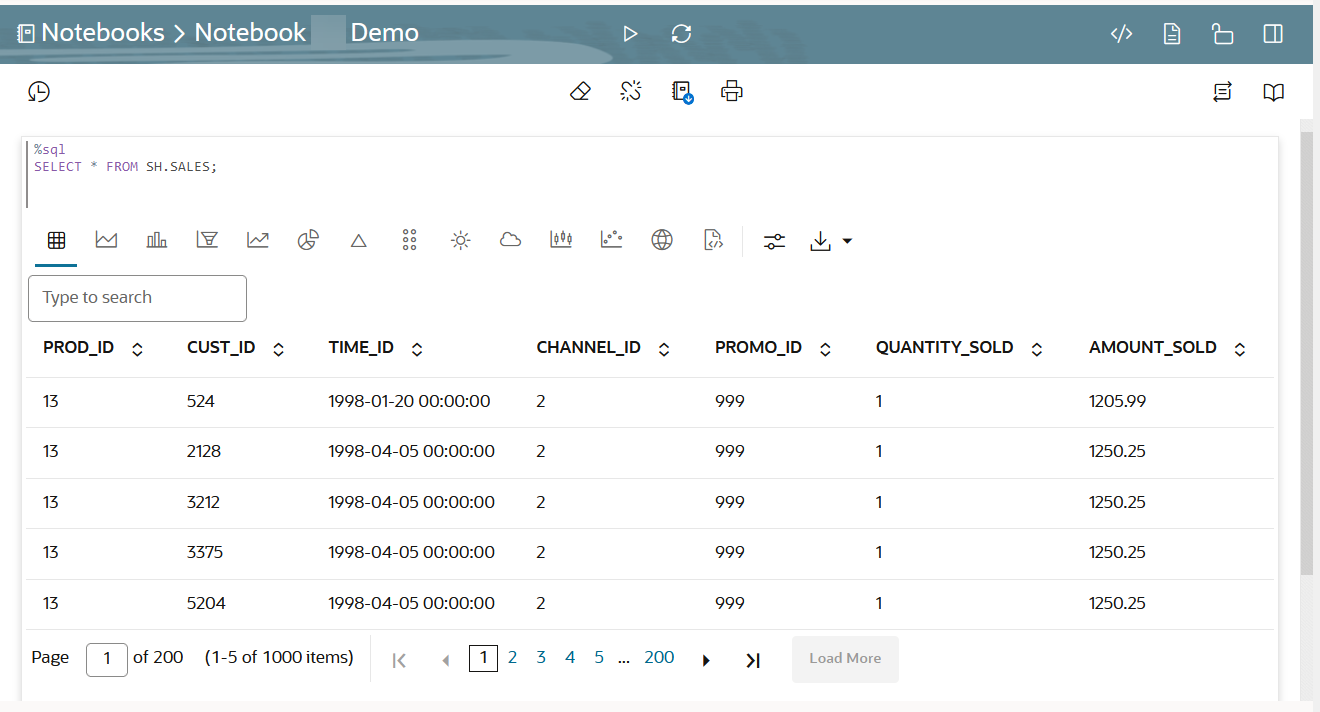 Notebooks > Notebook Demo
%sql
SELECT * FROM SH.SALES;
Type to search
PROD_ID CUST_ID TIME_ID CHANNEL_ID PROMO_ID QUANTITY_SOLD AMOUNT_SOLD
13 524 1998-01-20 00:00:00 2 999 1 1205.99
13 2128 1998-04-05 00:00:00 2 999 1 1250.25
13 3212 1998-04-05 00:00:00 2 999 1 1250.25
13 3375 1998-04-05 00:00:00 2 999 1 1250.25
13 5204 1998-04-05 00:00:00 2 999 1 1250.25
Page 1 of 200 (1-5 of 1000 items) 1 2 3 4 5 ... 200 Load More